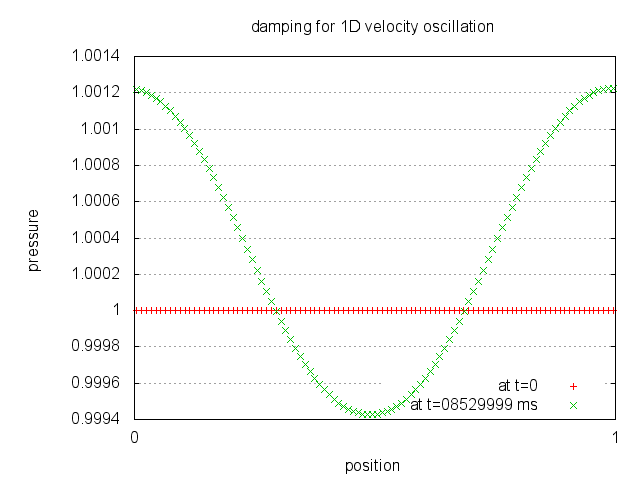 damping for 1D velocity oscillation
1.0014
1.0012
1.001
1.0008
1.0006
1.0004
1.0002
1
0.9998
0.9996
0.9994
pressure
at t=0
at t=08529999 ms
0
1
position